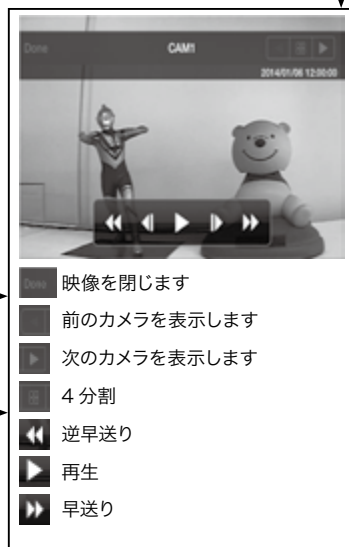 Done CAM1
2014/01/06 12:00:00
Done 映像を閉じます
前のカメラを表示します
次のカメラを表示します
4 分割
逆早送り
再生
早送り